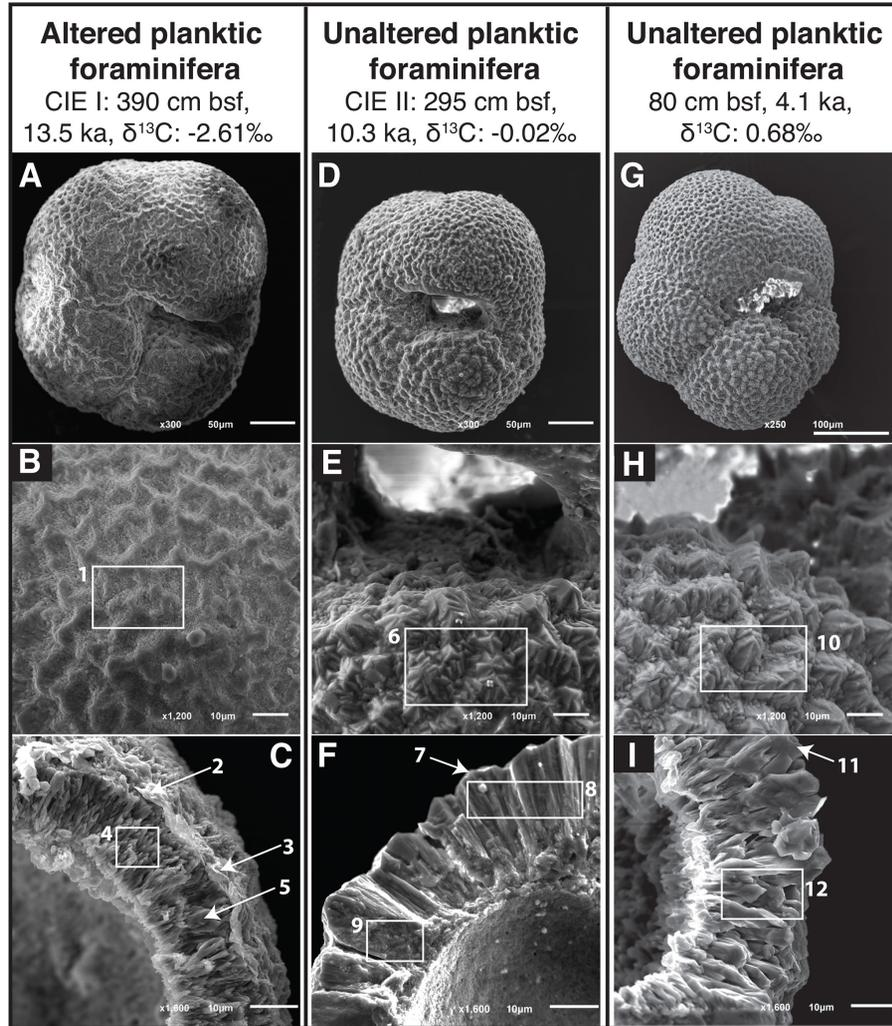 Altered planktic
foraminifera
CIE I: 390 cm bsf,
13.5 ka, δ¹³C: -2.61‰
Unaltered planktic
foraminifera
CIE II: 295 cm bsf,
10.3 ka, δ¹³C: -0.02‰
Unaltered planktic
foraminifera
80 cm bsf, 4.1 ka,
δ¹³C: 0.68‰
A
x300 50µm
D
x300 50µm
G
x250 100µm
B
1
x1,200 10µm
E
6
x1,200 10µm
H
10
x1,200 10µm
C
2
3
4
5
x1,600 10µm
F
7
8
9
x1,600 10µm
I
11
12
x1,600 10µm